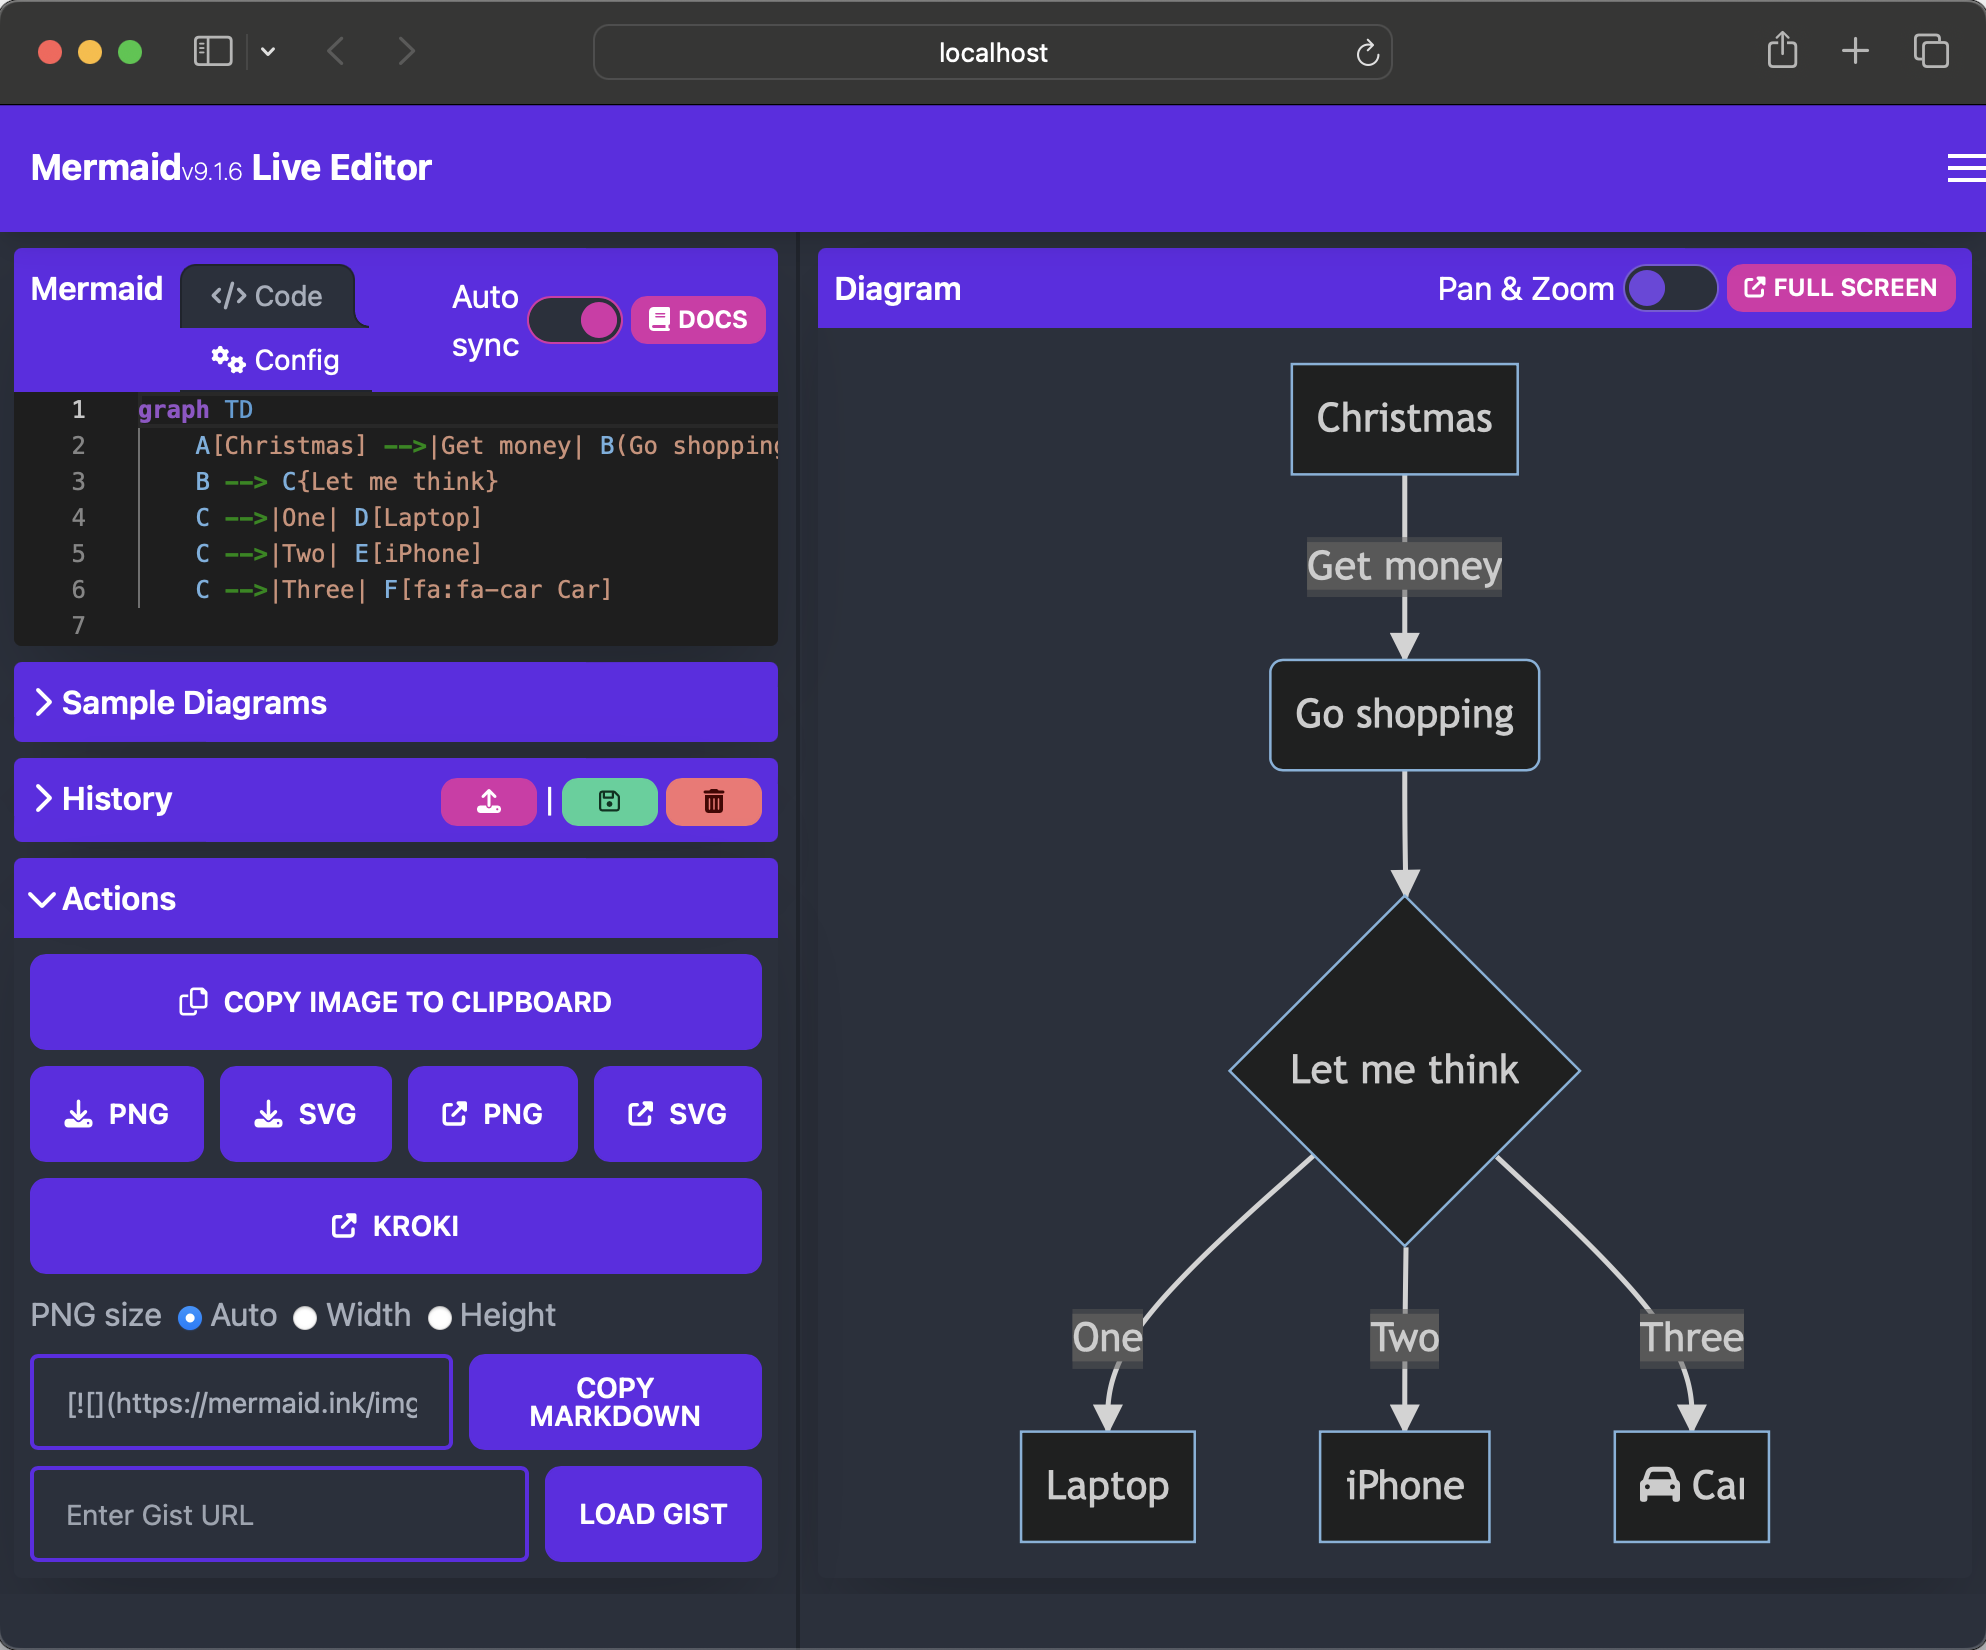 localhost
Mermaidv9.1.6 Live Editor
Mermaid
Code
Config
Auto
sync
DOCS
1 graph TD
2 A[Christmas] -->|Get money| B(Go shopping
3 B --> C{Let me think}
4 C -->|One| D[Laptop]
5 C -->|Two| E[iPhone]
6 C -->|Three| F[fa:fa-car Car]
7
Sample Diagrams
History
|
Actions
COPY IMAGE TO CLIPBOARD
PNG SVG PNG SVG
KROKI
PNG size Auto Width Height
[![](https://mermaid.ink/img
COPY
MARKDOWN
Enter Gist URL
LOAD GIST
Diagram
Pan & Zoom
FULL SCREEN
Christmas
Get money
Go shopping
Let me think
One Two Three
Laptop iPhone Car